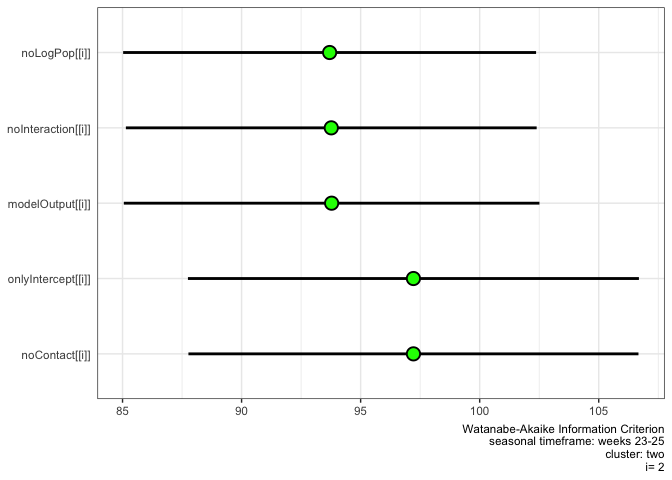 noLogPop[[i]]
noInteraction[[i]]
modelOutput[[i]]
onlyIntercept[[i]]
noContact[[i]]
85 90 95 100 105
Watanabe-Akaike Information Criterion
seasonal timeframe: weeks 23-25
cluster: two
i= 2